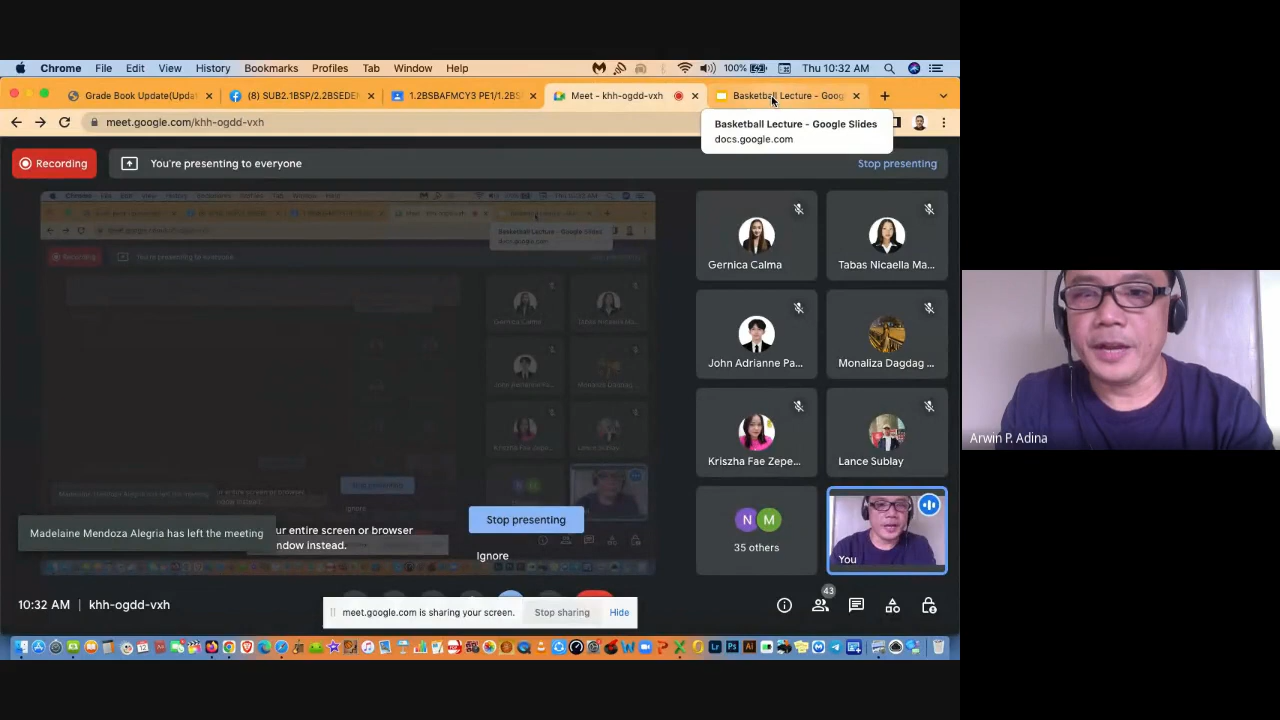 Chrome File Edit View History Bookmarks Profiles Tab Window Help 100% Thu 10:32 AM
Grade Book Update(Updat
(8) SUB2.1BSP/2.2BSEDEN
1.2BSBAFMCY3 PE1/1.2BS
Meet - khh-ogdd-vxh
Basketball Lecture - Goog
meet.google.com/khh-ogdd-vxh
Basketball Lecture - Google Slides
docs.google.com
Recording
You're presenting to everyone
Stop presenting
Gernica Calma
Tabas Nicaella Ma...
John Adrianne Pa...
Monaliza Dagdag ...
Kriszha Fae Zepe...
Lance Sublay
Arwin P. Adina
N M
35 others
You
Madelaine Mendoza Alegria has left the meeting
ur entire screen or browser
ndow instead.
Stop presenting
Ignore
10:32 AM | khh-ogdd-vxh
meet.google.com is sharing your screen. Stop sharing Hide
43